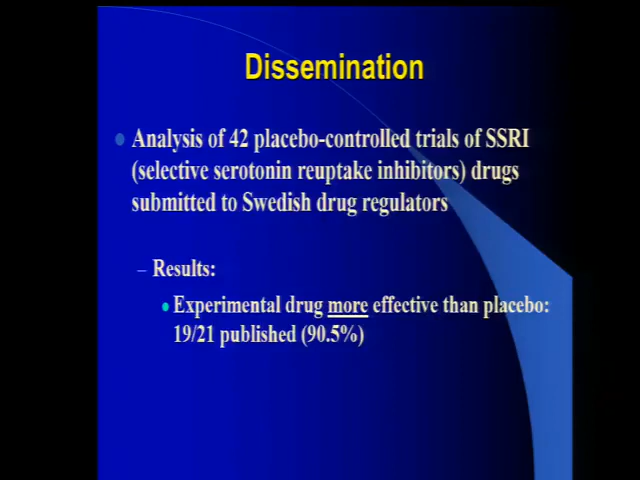 Dissemination
Analysis of 42 placebo-controlled trials of SSRI
(selective serotonin reuptake inhibitors) drugs
submitted to Swedish drug regulators
– Results:
Experimental drug more effective than placebo:
19/21 published (90.5%)